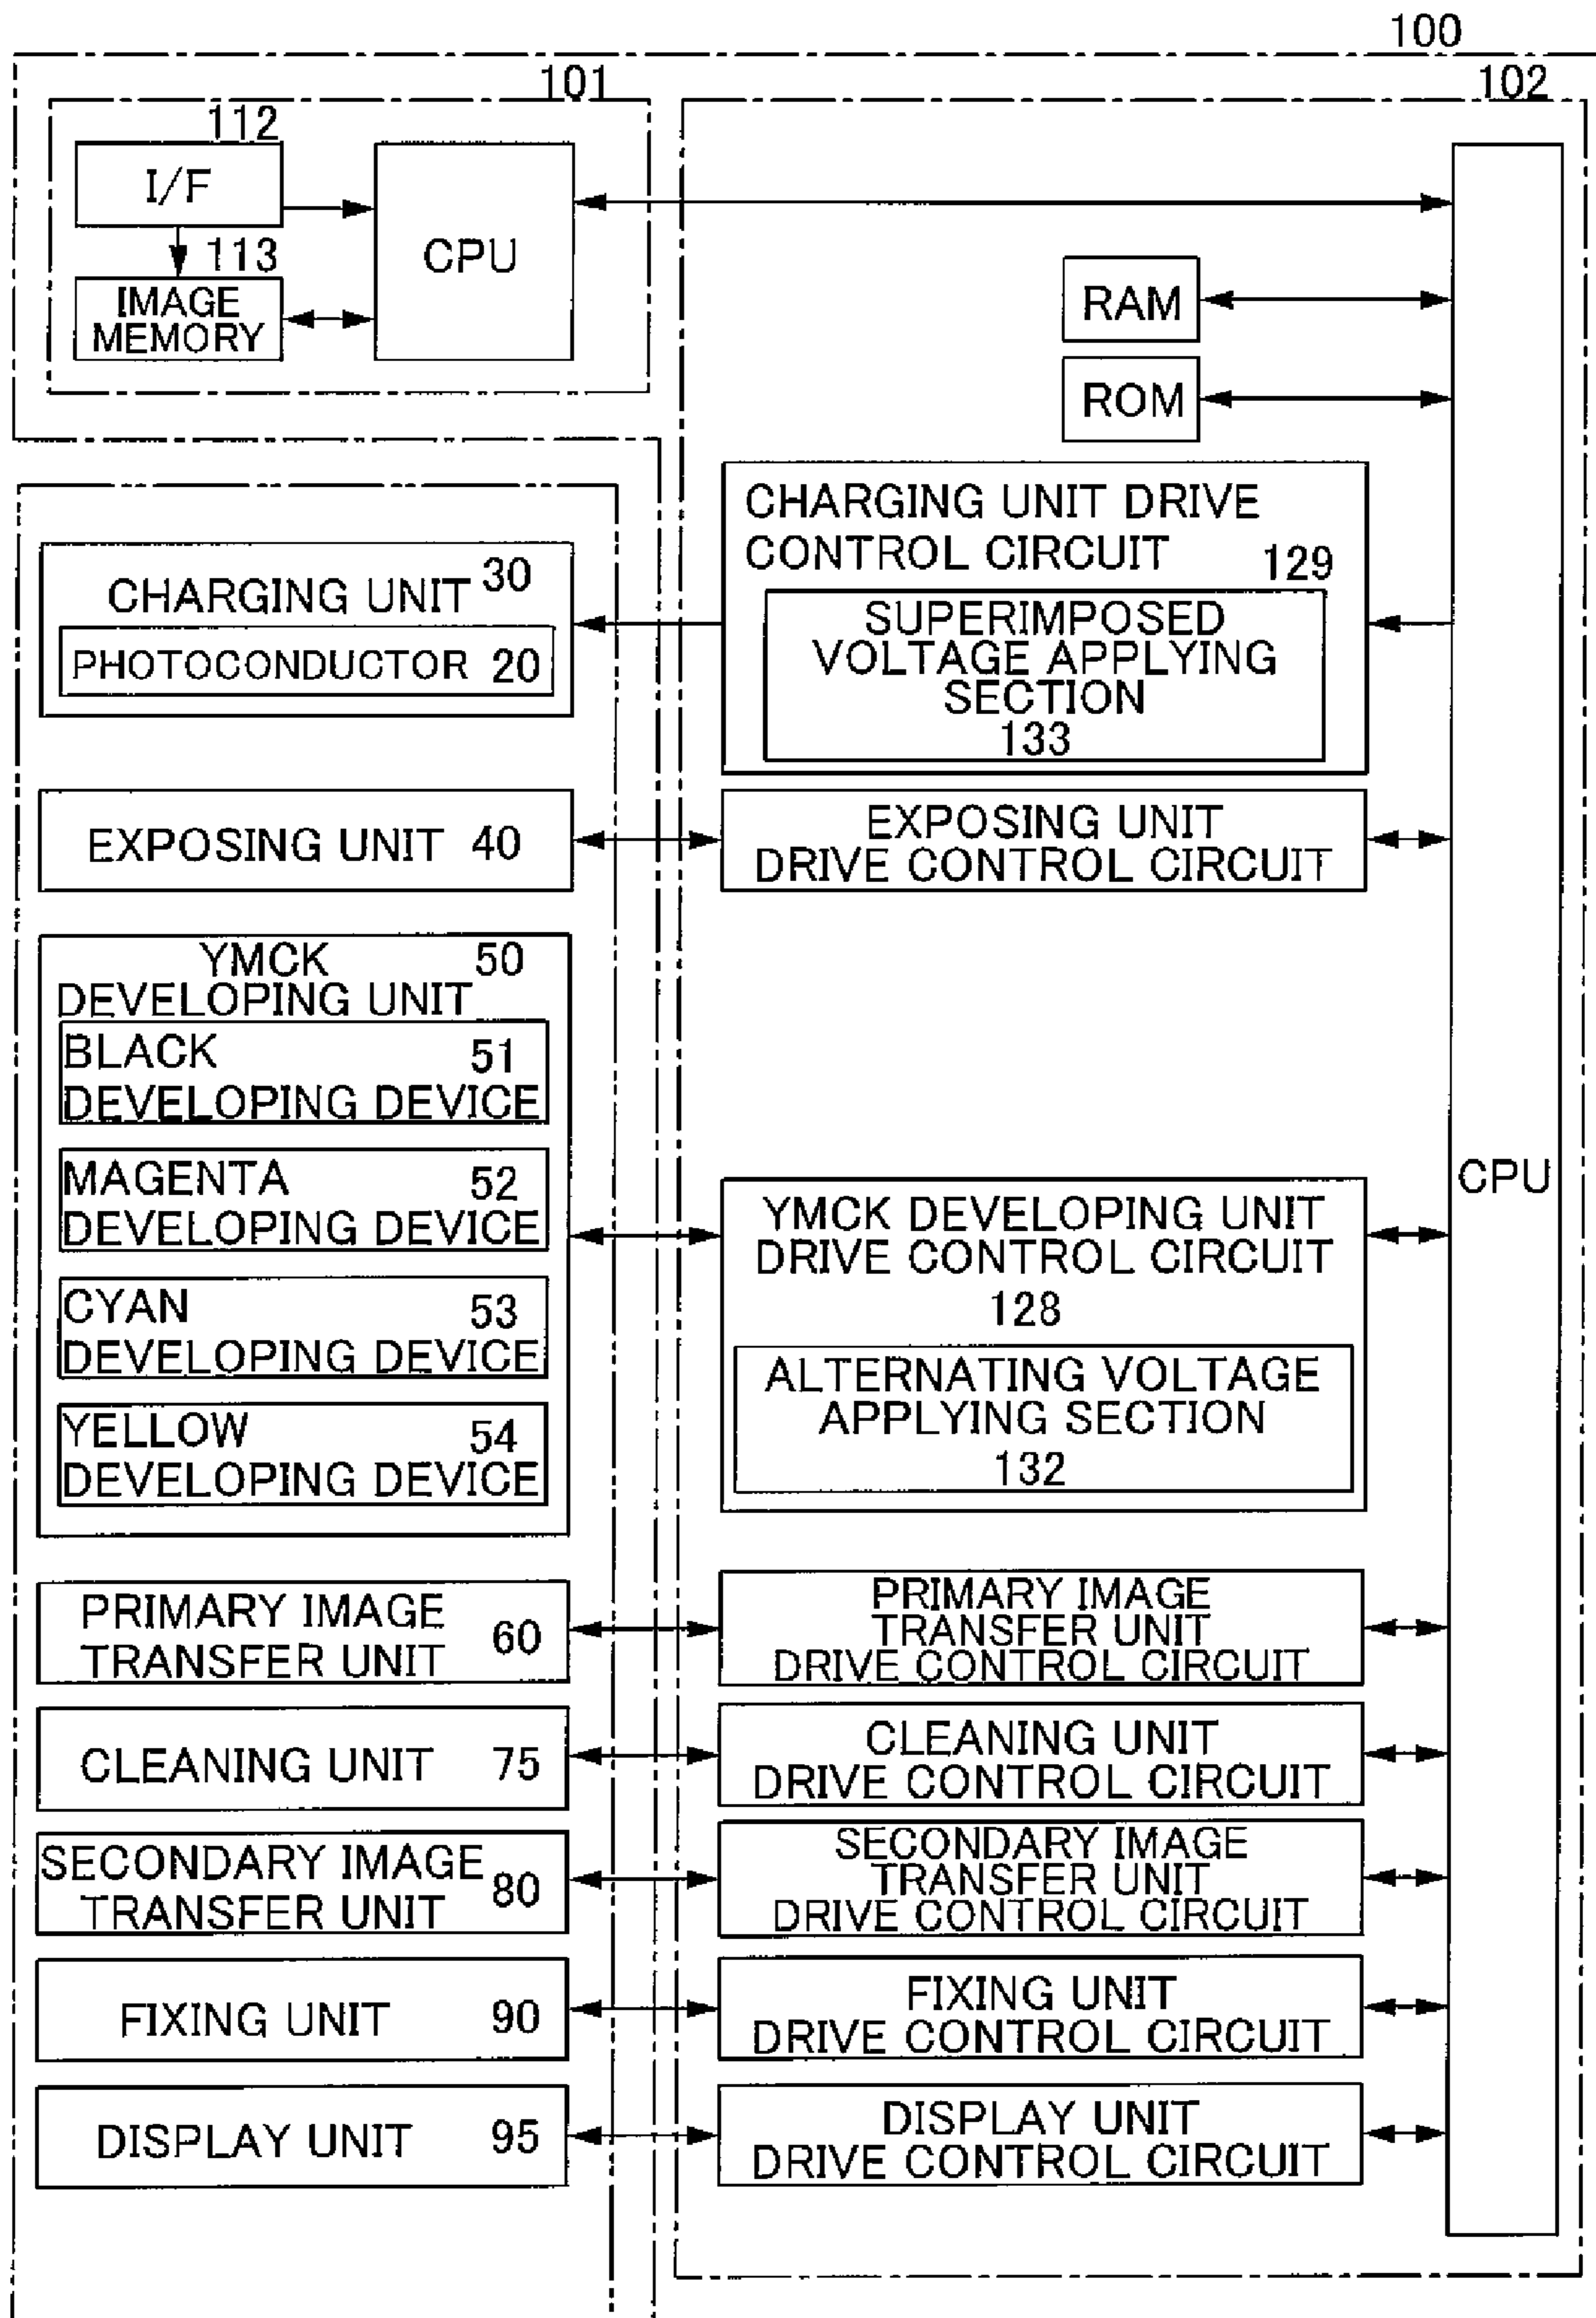 100
101
102
112
I/F
CPU
113
IMAGE
MEMORY
RAM
ROM
CHARGING UNIT DRIVE
CONTROL CIRCUIT 129
SUPERIMPOSED
VOLTAGE APPLYING
SECTION
133
CHARGING UNIT 30
PHOTOCONDUCTOR 20
EXPOSING UNIT 40
EXPOSING UNIT
DRIVE CONTROL CIRCUIT
YMCK 50
DEVELOPING UNIT
BLACK 51
DEVELOPING DEVICE
MAGENTA 52
DEVELOPING DEVICE
CYAN 53
DEVELOPING DEVICE
YELLOW 54
DEVELOPING DEVICE
YMCK DEVELOPING UNIT
DRIVE CONTROL CIRCUIT
128
ALTERNATING VOLTAGE
APPLYING SECTION
132
CPU
PRIMARY IMAGE
TRANSFER UNIT 60
PRIMARY IMAGE
TRANSFER UNIT
DRIVE CONTROL CIRCUIT
CLEANING UNIT 75
CLEANING UNIT
DRIVE CONTROL CIRCUIT
SECONDARY IMAGE
TRANSFER UNIT 80
SECONDARY IMAGE
TRANSFER UNIT
DRIVE CONTROL CIRCUIT
FIXING UNIT 90
FIXING UNIT
DRIVE CONTROL CIRCUIT
DISPLAY UNIT 95
DISPLAY UNIT
DRIVE CONTROL CIRCUIT